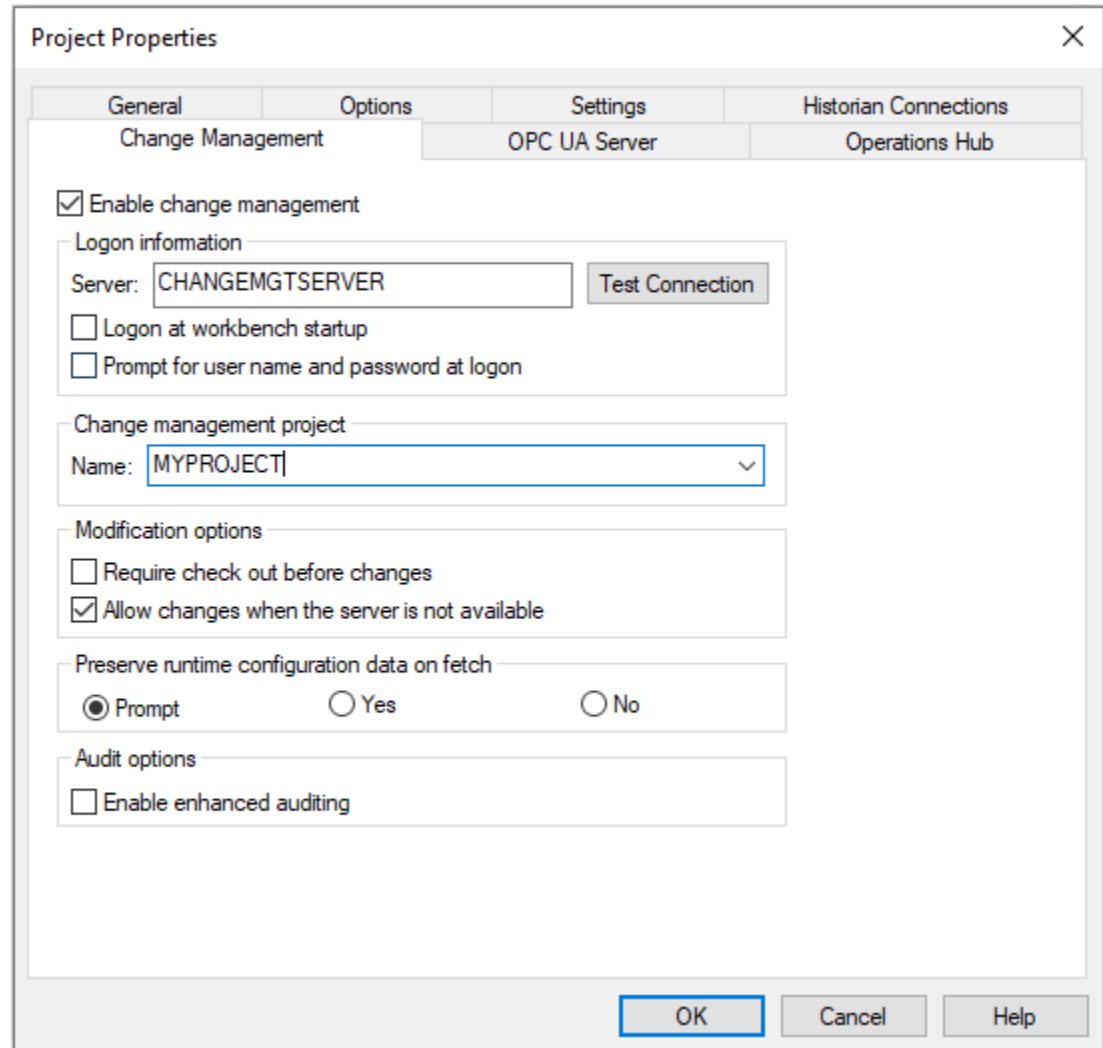 Project Properties
General Options Settings Historian Connections
Change Management OPC UA Server Operations Hub
Enable change management
Logon information
Server: CHANGEMGTSERVER Test Connection
Logon at workbench startup
Prompt for user name and password at logon
Change management project
Name: MYPROJECT
Modification options
Require check out before changes
Allow changes when the server is not available
Preserve runtime configuration data on fetch
Prompt Yes No
Audit options
Enable enhanced auditing
OK Cancel Help